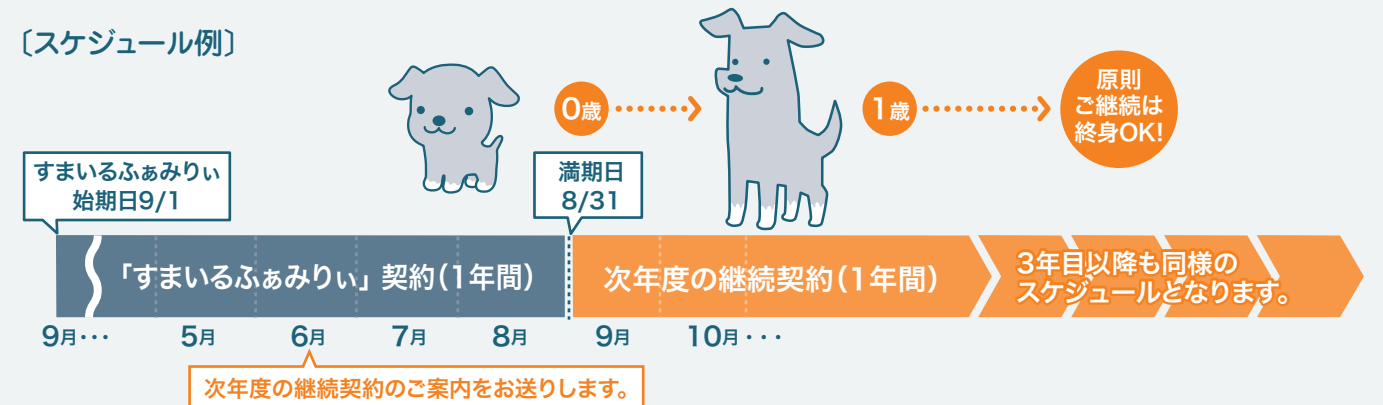 〔スケジュール例〕
0歳
1歳
原則
ご継続は
終身OK!
すまいるふぁみりぃ
始期日9/1
満期日
8/31
「すまいるふぁみりぃ」契約(1年間)
次年度の継続契約(1年間)
3年目以降も同様の
スケジュールとなります。
9月・・・ 5月 6月 7月 8月 9月 10月・・・
次年度の継続契約のご案内をお送りします。